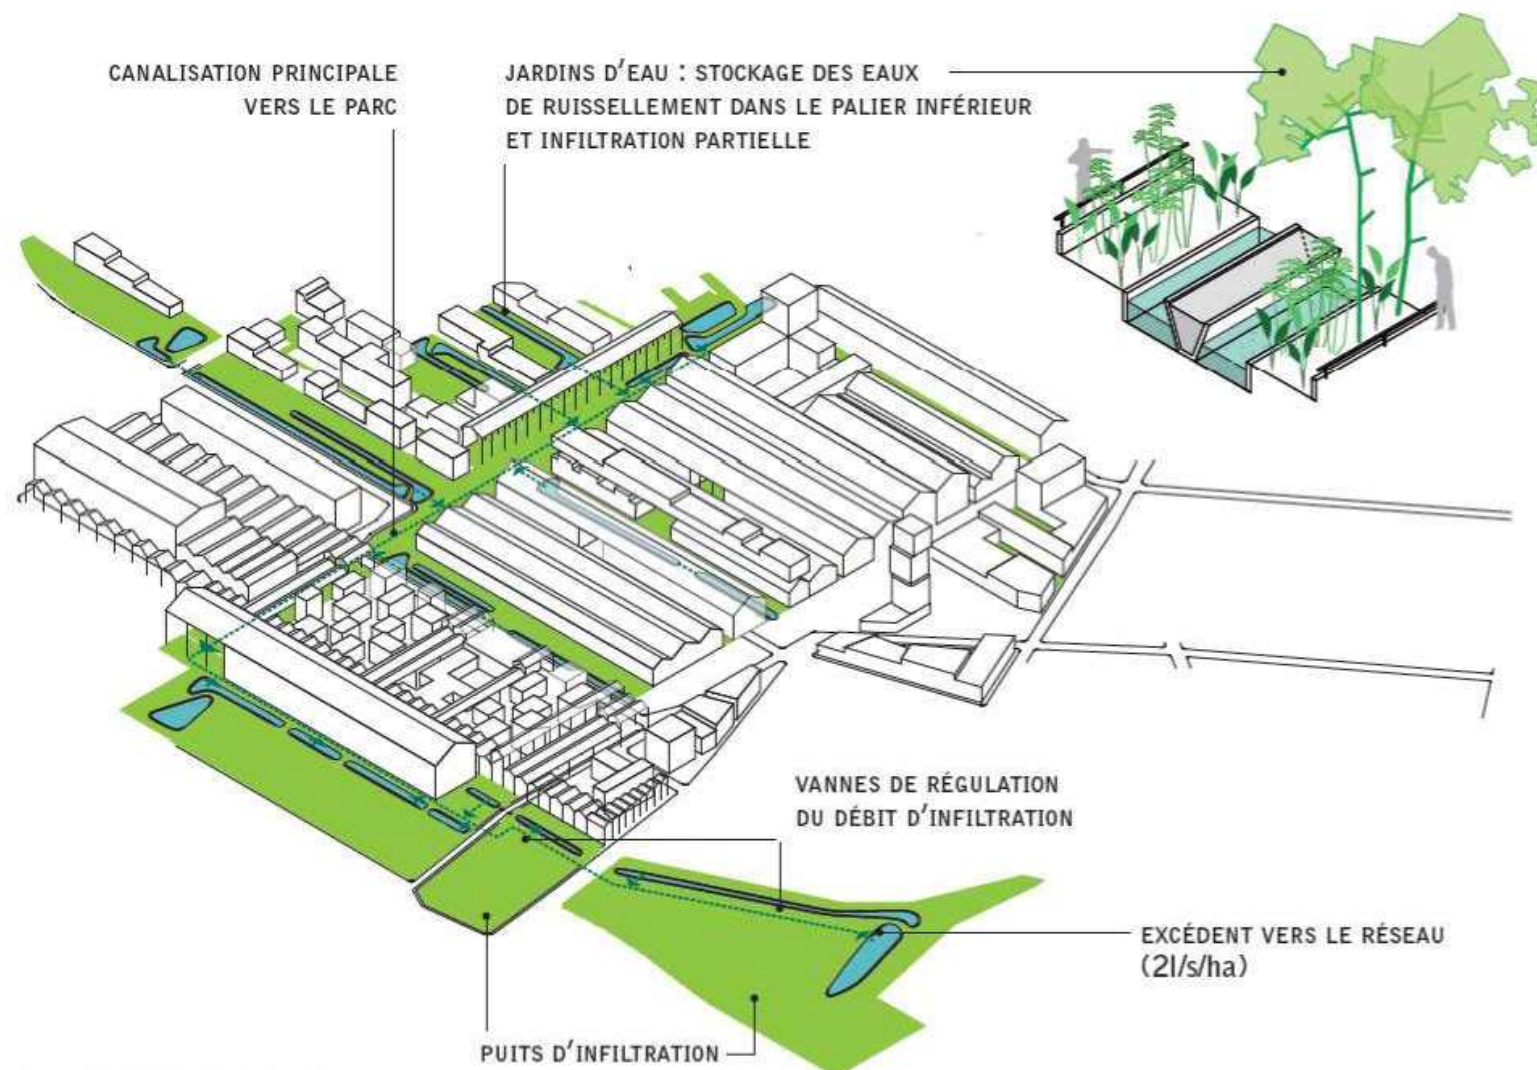 CANALISATION PRINCIPALE
VERS LE PARC
JARDINS D'EAU : STOCKAGE DES EAUX
DE RUISSELLEMENT DANS LE PALIER INFÉRIEUR
ET INFILTRATION PARTIELLE
VANNES DE RÉGULATION
DU DÉBIT D'INFILTRATION
EXCÉDENT VERS LE RÉSEAU
(2l/s/ha)
PUITS D'INFILTRATION